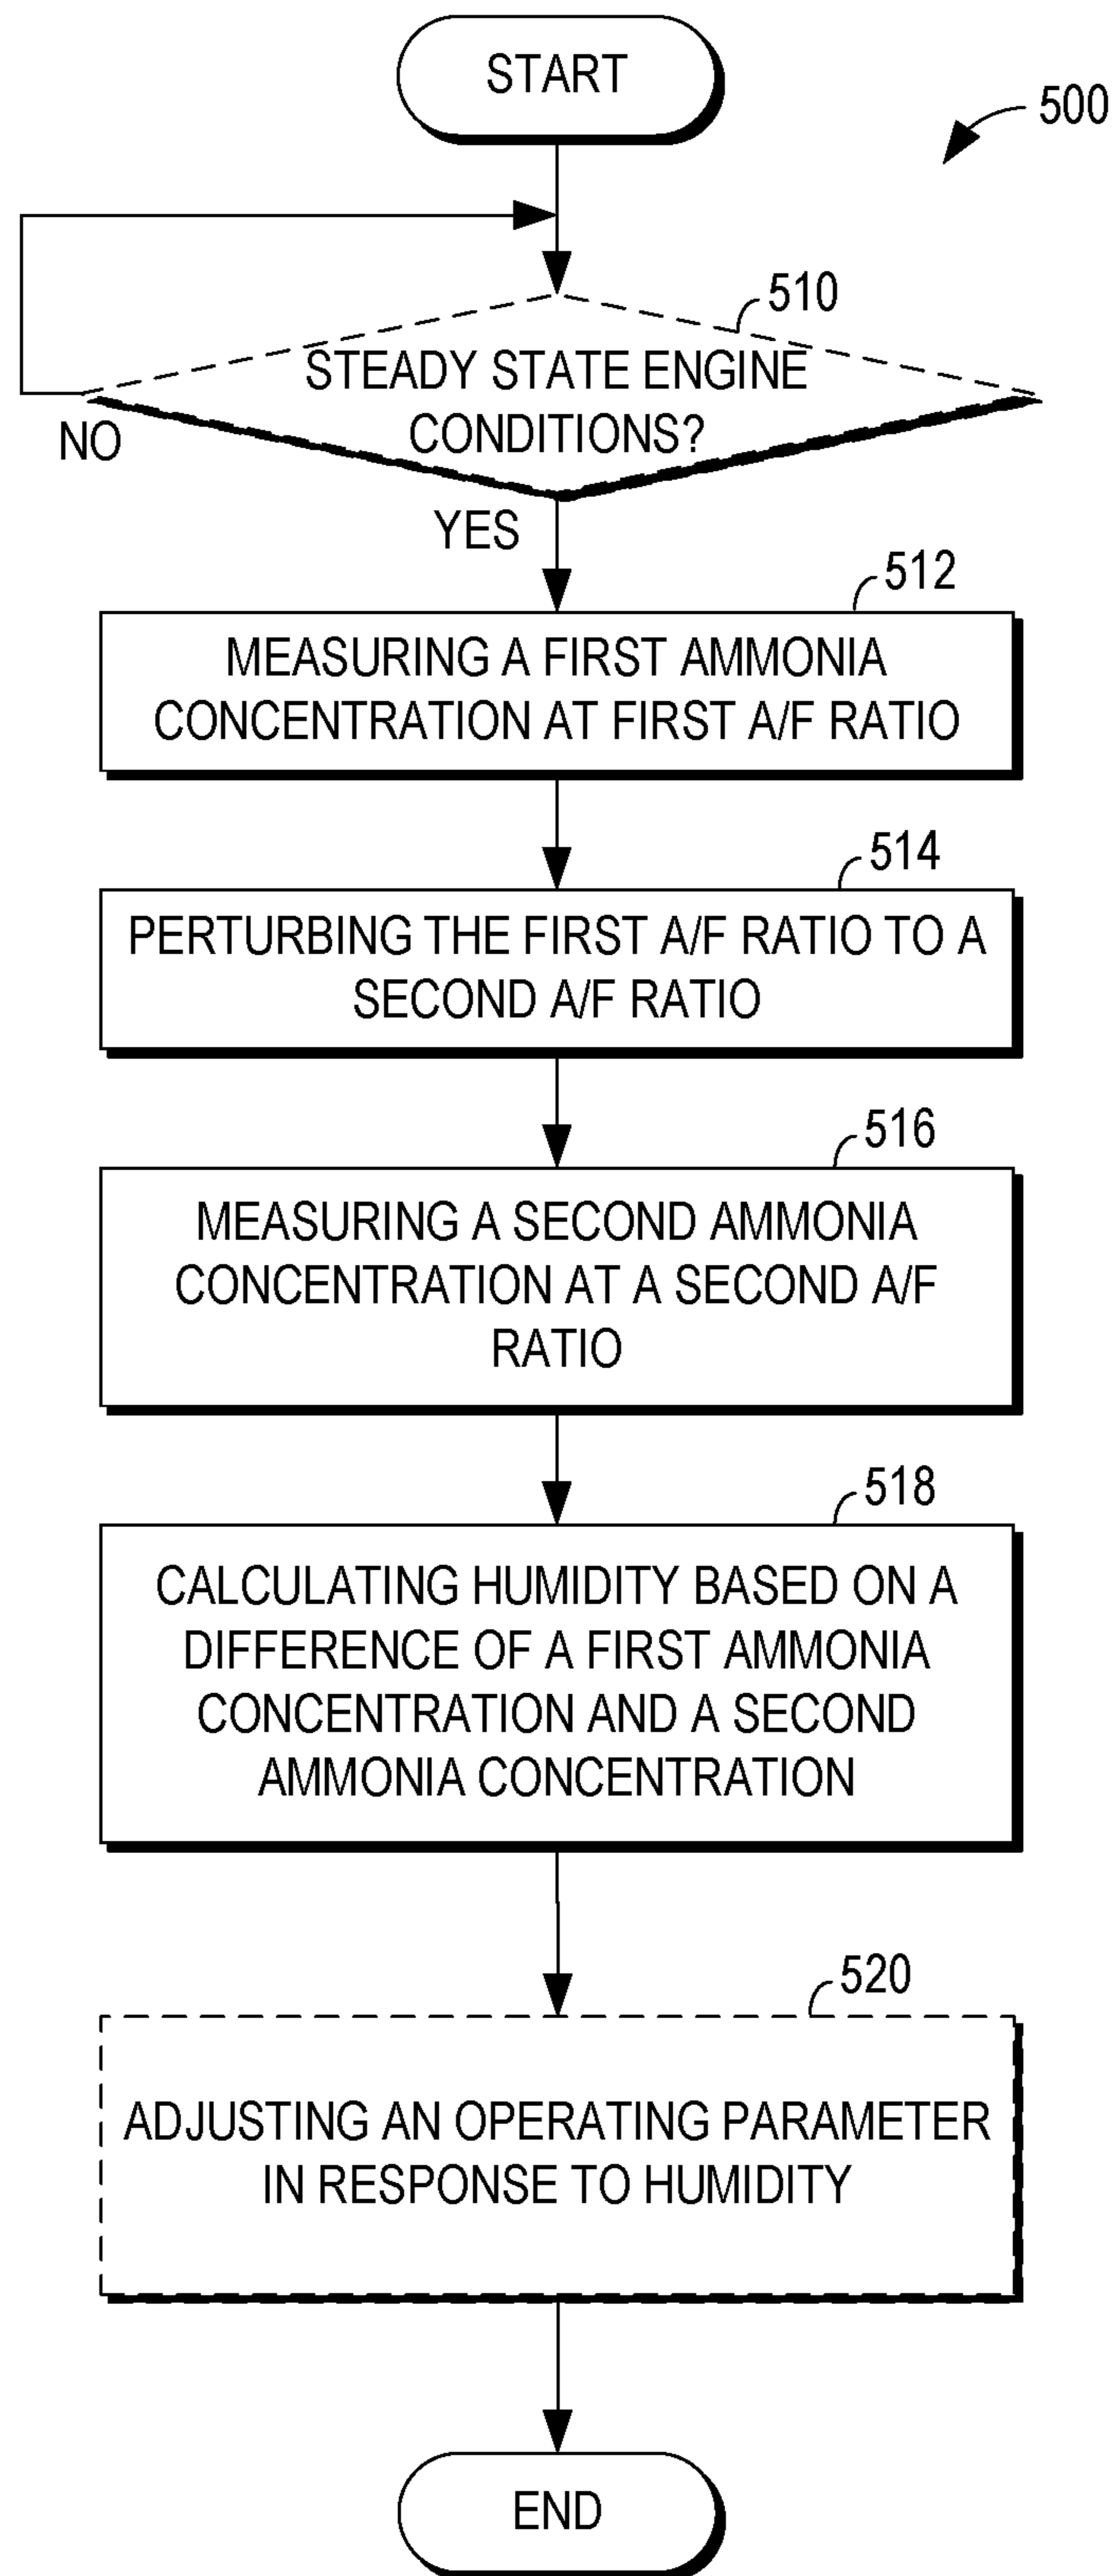 START
500
510
STEADY STATE ENGINE
CONDITIONS?
NO
YES
512
MEASURING A FIRST AMMONIA
CONCENTRATION AT FIRST A/F RATIO
514
PERTURBING THE FIRST A/F RATIO TO A
SECOND A/F RATIO
516
MEASURING A SECOND AMMONIA
CONCENTRATION AT A SECOND A/F
RATIO
518
CALCULATING HUMIDITY BASED ON A
DIFFERENCE OF A FIRST AMMONIA
CONCENTRATION AND A SECOND
AMMONIA CONCENTRATION
520
ADJUSTING AN OPERATING PARAMETER
IN RESPONSE TO HUMIDITY
END